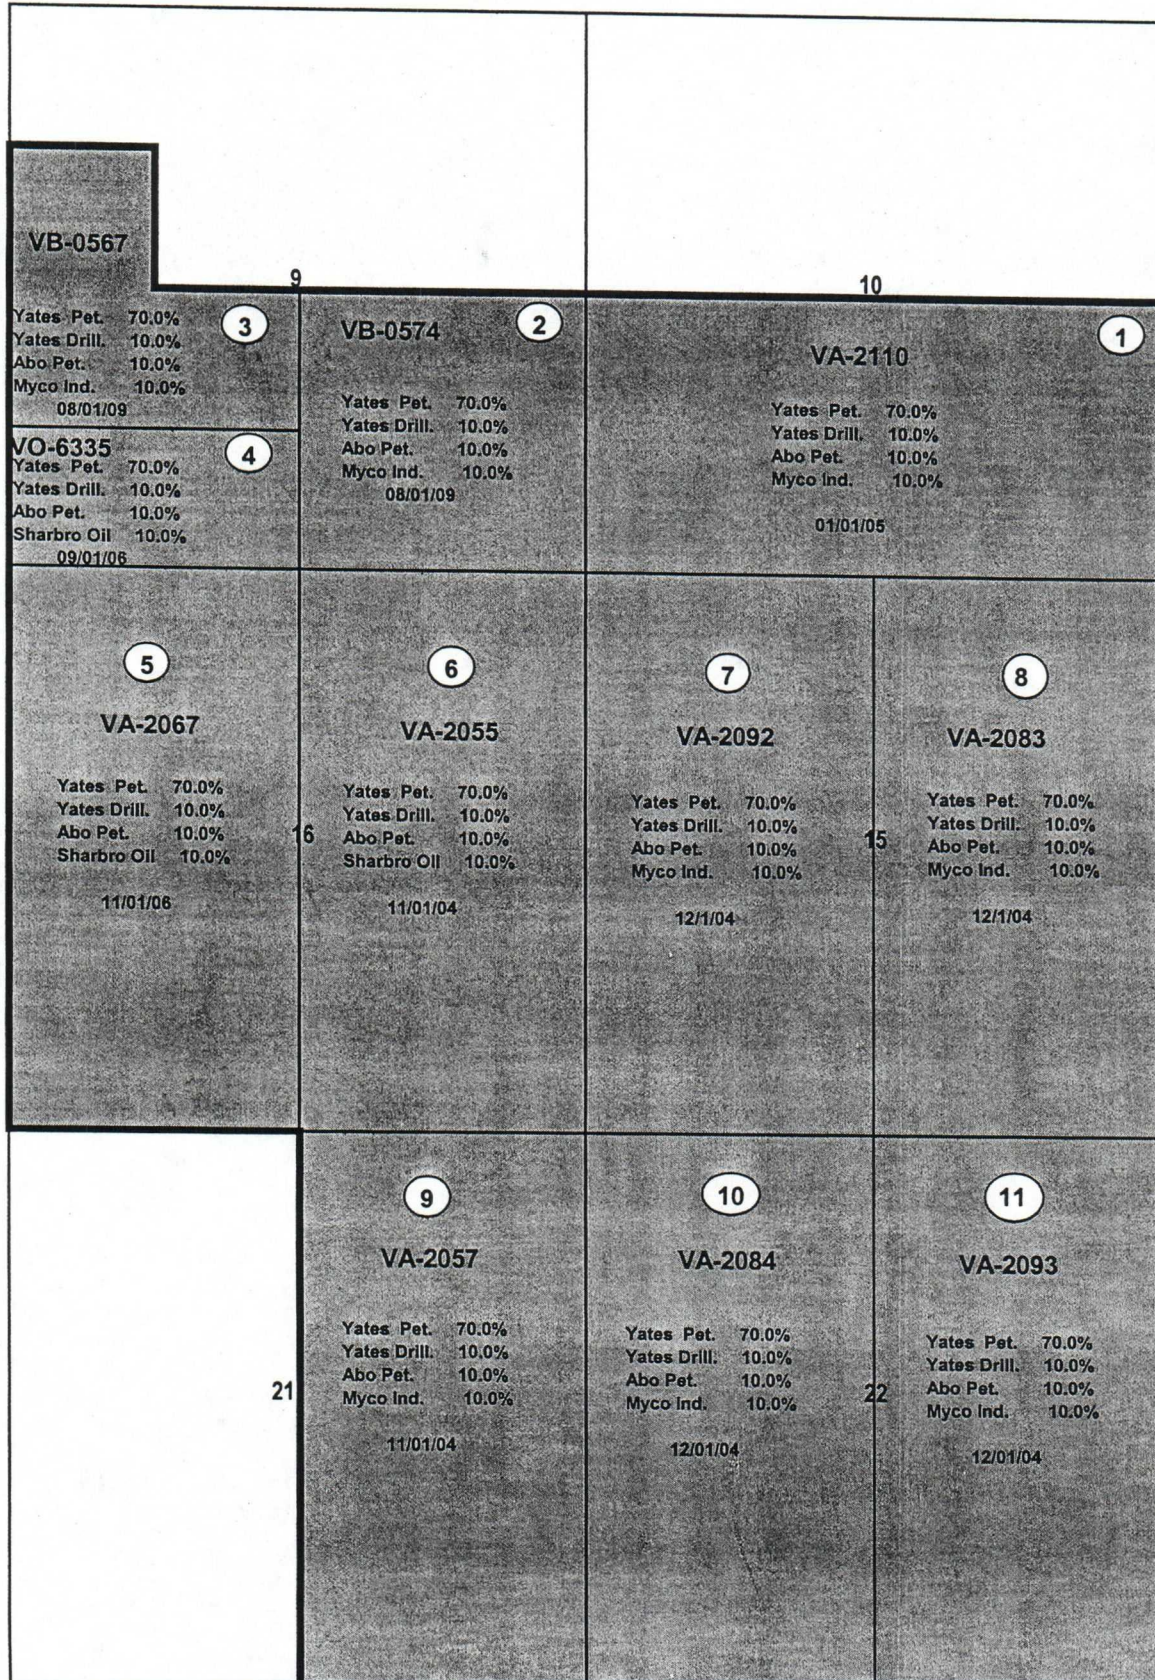 VB-0567
9
10
Yates Pet. 70.0%
Yates Drill. 10.0%
Abo Pet. 10.0%
Myco Ind. 10.0%
08/01/09
3
VB-0574
2
Yates Pet. 70.0%
Yates Drill. 10.0%
Abo Pet. 10.0%
Myco Ind. 10.0%
08/01/09
1
VA-2110
Yates Pet. 70.0%
Yates Drill. 10.0%
Abo Pet. 10.0%
Myco Ind. 10.0%
01/01/05
VO-6335
4
Yates Pet. 70.0%
Yates Drill. 10.0%
Abo Pet. 10.0%
Sharbro Oil 10.0%
09/01/06
5
VA-2067
Yates Pet. 70.0%
Yates Drill. 10.0%
Abo Pet. 10.0%
Sharbro Oil 10.0%
11/01/06
16
6
VA-2055
Yates Pet. 70.0%
Yates Drill. 10.0%
Abo Pet. 10.0%
Sharbro Oil 10.0%
11/01/04
7
VA-2092
Yates Pet. 70.0%
Yates Drill. 10.0%
Abo Pet. 10.0%
Myco Ind. 10.0%
12/1/04
15
8
VA-2083
Yates Pet. 70.0%
Yates Drill. 10.0%
Abo Pet. 10.0%
Myco Ind. 10.0%
12/1/04
21
9
VA-2057
Yates Pet. 70.0%
Yates Drill. 10.0%
Abo Pet. 10.0%
Myco Ind. 10.0%
11/01/04
10
VA-2084
Yates Pet. 70.0%
Yates Drill. 10.0%
Abo Pet. 10.0%
Myco Ind. 10.0%
12/01/04
22
11
VA-2093
Yates Pet. 70.0%
Yates Drill. 10.0%
Abo Pet. 10.0%
Myco Ind. 10.0%
12/01/04